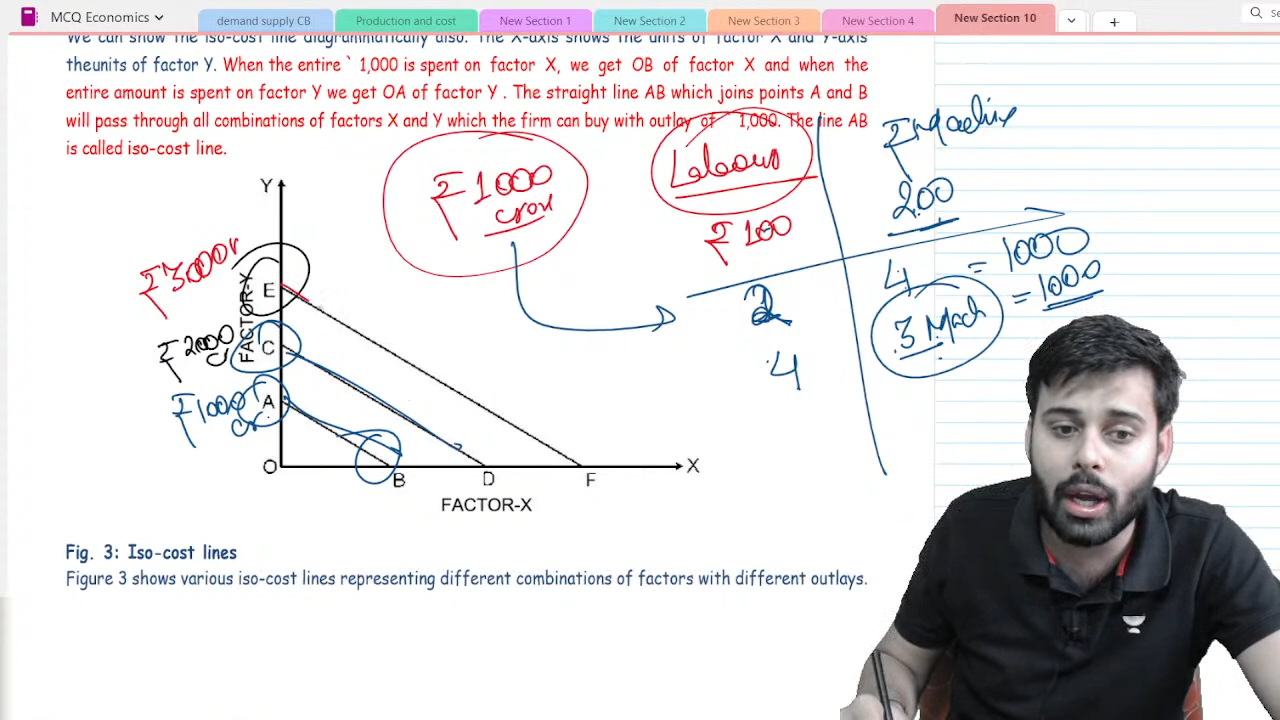 MCQ Economics
demand supply CB
Production and cost
New Section 1
New Section 2
New Section 3
New Section 4
New Section 10
+
Se
We can show the iso-cost line diagrammatically also. The X-axis shows the units of factor X and Y-axis
theunits of factor Y. When the entire ` 1,000 is spent on factor X, we get OB of factor X and when the
entire amount is spent on factor Y we get OA of factor Y . The straight line AB which joins points A and B
will pass through all combinations of factors X and Y which the firm can buy with outlay of ` 1,000. The line AB
is called iso-cost line.
₹1000
crore
Labour
₹100
2
4
₹ Machine
200
4 = 1000
3 Mach = 1000
Y
₹3000
₹2000
Cr
₹1000
Cr
FACTOR-Y
E
C
A
O
B
D
F
X
FACTOR-X
Fig. 3: Iso-cost lines
Figure 3 shows various iso-cost lines representing different combinations of factors with different outlays.